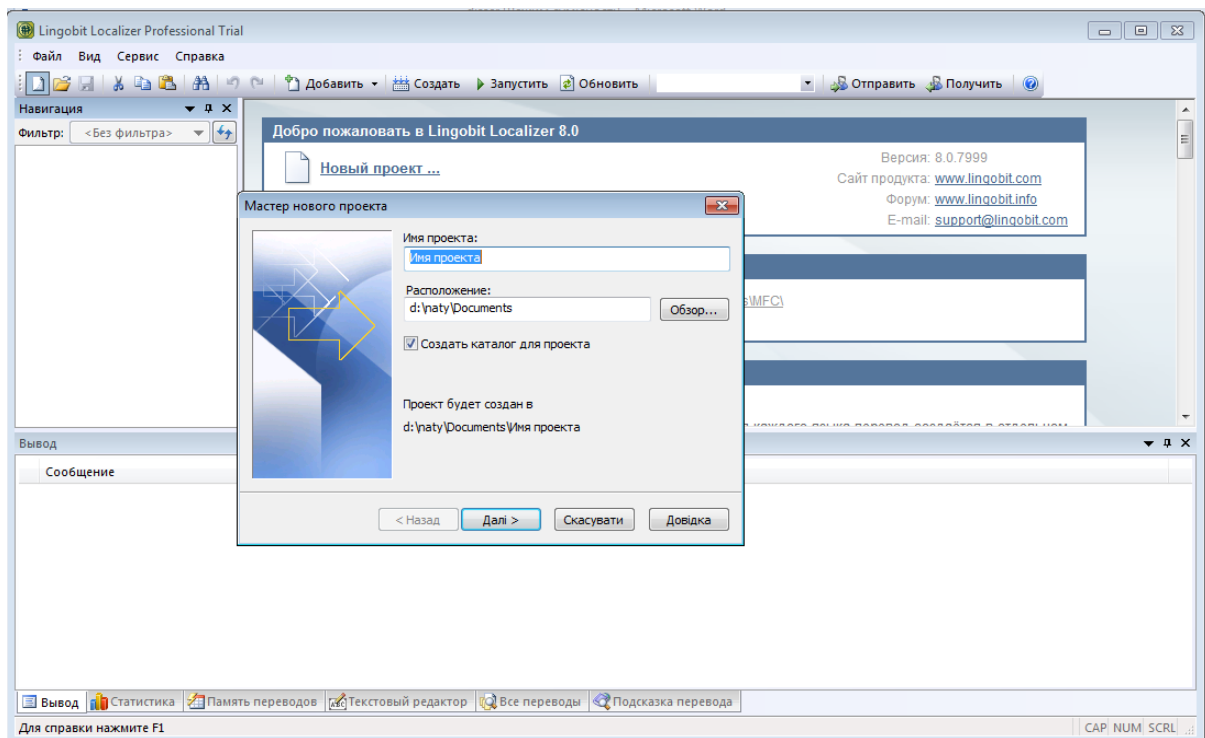 Lingobit Localizer Professional Trial
Файл Вид Сервис Справка
Добавить Создать Запустить Обновить Отправить Получить
Навигация
Фильтр: <Без фильтра>
Добро пожаловать в Lingobit Localizer 8.0
Новый проект ...
Версия: 8.0.7999
Сайт продукта: www.lingobit.com
Форум: www.lingobit.info
E-mail: support@lingobit.com
Мастер нового проекта
Имя проекта:
Имя проекта
Расположение:
d:\naty\Documents
Обзор...
s\MFC\
Создать каталог для проекта
Проект будет создан в
d:\naty\Documents\Имя проекта
< Назад Далі > Скасувати Довідка
Вывод
Сообщение
Вывод Статистика Память переводов Текстовый редактор Все переводы Подсказка перевода
Для справки нажмите F1
CAP NUM SCRL